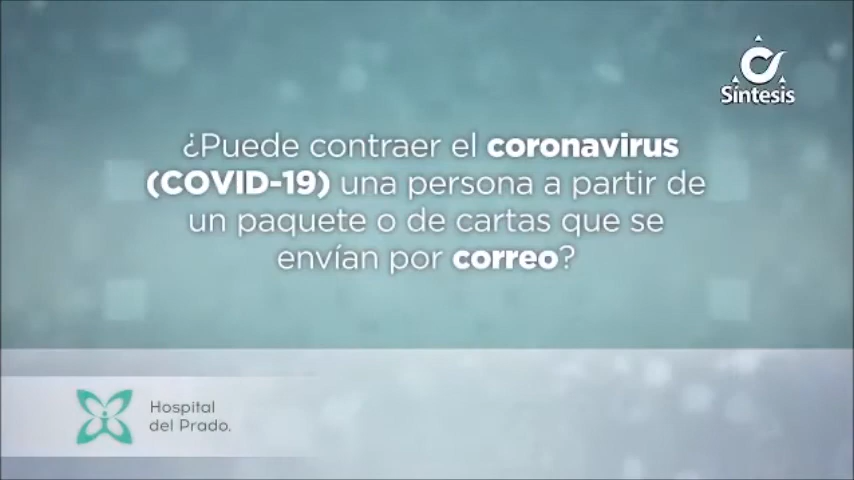 Síntesis
¿Puede contraer el coronavirus
(COVID-19) una persona a partir de
un paquete o de cartas que se
envían por correo?
Hospital
del Prado.